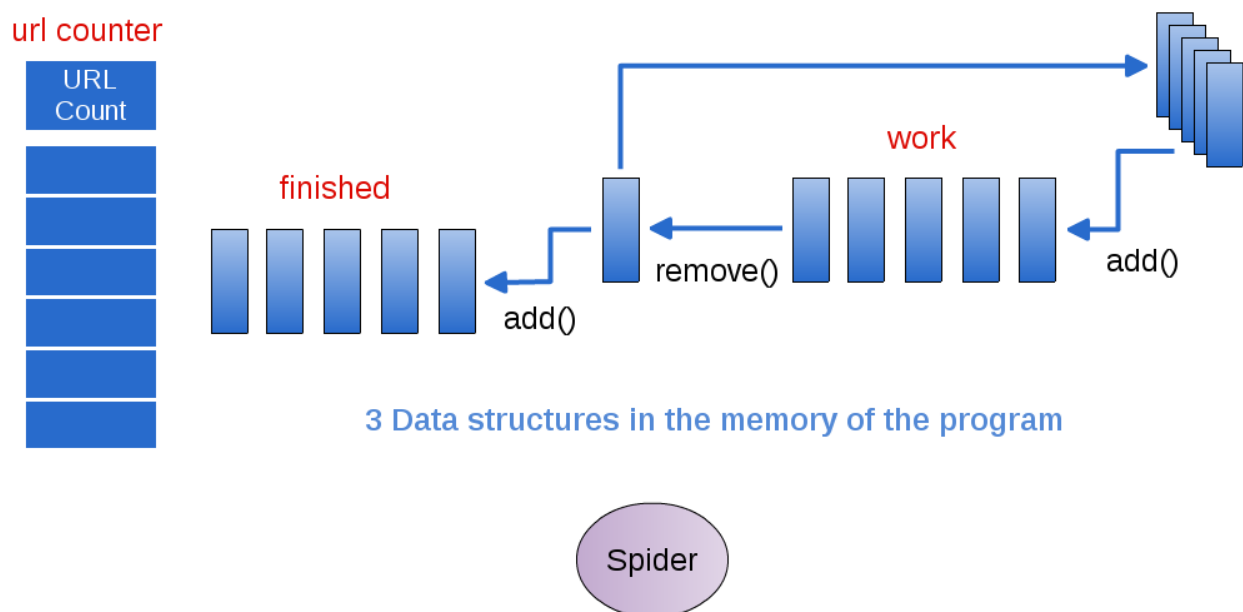 url counter
URL
Count
finished
work
add()
remove()
add()
3 Data structures in the memory of the program
Spider